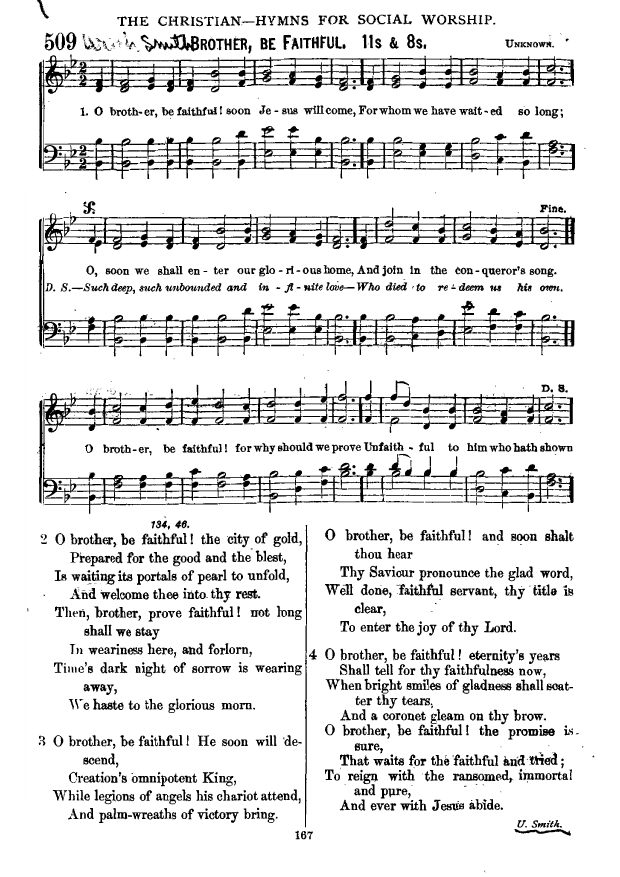 THE CHRISTIAN—HYMNS FOR SOCIAL WORSHIP.
509 Uriah Smith BROTHER, BE FAITHFUL. 11s & 8s. UNKNOWN.
1. O broth-er, be faithful! soon Je-sus will come, For whom we have wait-ed so long;
Fine.
O, soon we shall en-ter our glo-ri-ous home, And join in the con-queror's song.
D. S.—Such deep, such unbounded and in-fi-nite love—Who died to re-deem us his own.
D. S.
O broth-er, be faithful! for why should we prove Unfaith-ful to him who hath shown
134, 46.
2 O brother, be faithful! the city of gold,
Prepared for the good and the blest,
Is waiting its portals of pearl to unfold,
And welcome thee into thy rest.
Then, brother, prove faithful! not long
shall we stay
In weariness here, and forlorn,
Time's dark night of sorrow is wearing
away,
We haste to the glorious morn.
3 O brother, be faithful! He soon will de-
scend,
Creation's omnipotent King,
While legions of angels his chariot attend,
And palm-wreaths of victory bring.
O brother, be faithful! and soon shalt
thou hear
Thy Saviour pronounce the glad word,
Well done, faithful servant, thy title is
clear,
To enter the joy of thy Lord.
4 O brother, be faithful! eternity's years
Shall tell for thy faithfulness now,
When bright smiles of gladness shall scat-
ter thy tears,
And a coronet gleam on thy brow.
O brother, be faithful! the promise is
sure,
That waits for the faithful and tried;
To reign with the ransomed, immortal
and pure,
And ever with Jesus abide.
U. Smith.
167